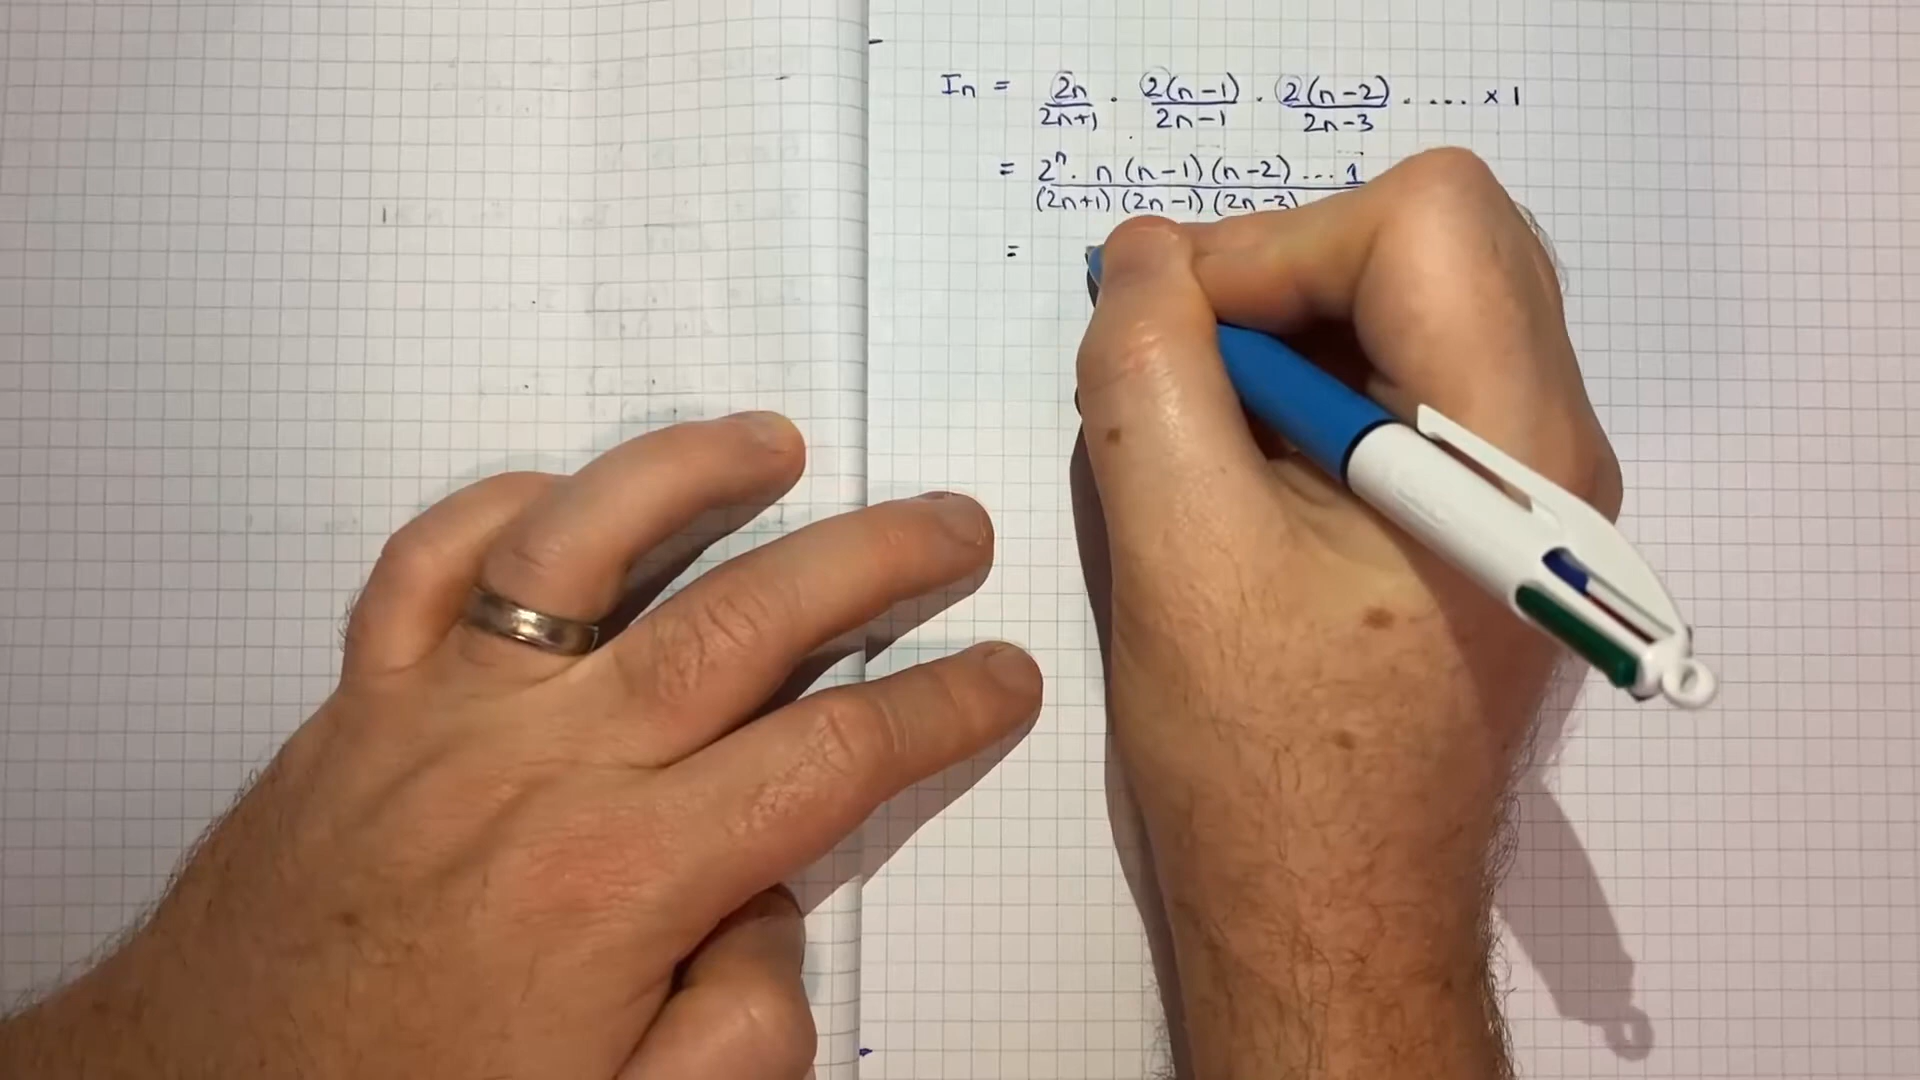 In = 2n/2n+1 · 2(n-1)/2n-1 · 2(n-2)/2n-3 · .... × 1
= 2ⁿ · n (n-1)(n-2) ... 1 / (2n+1)(2n-1)(2n-3)
=